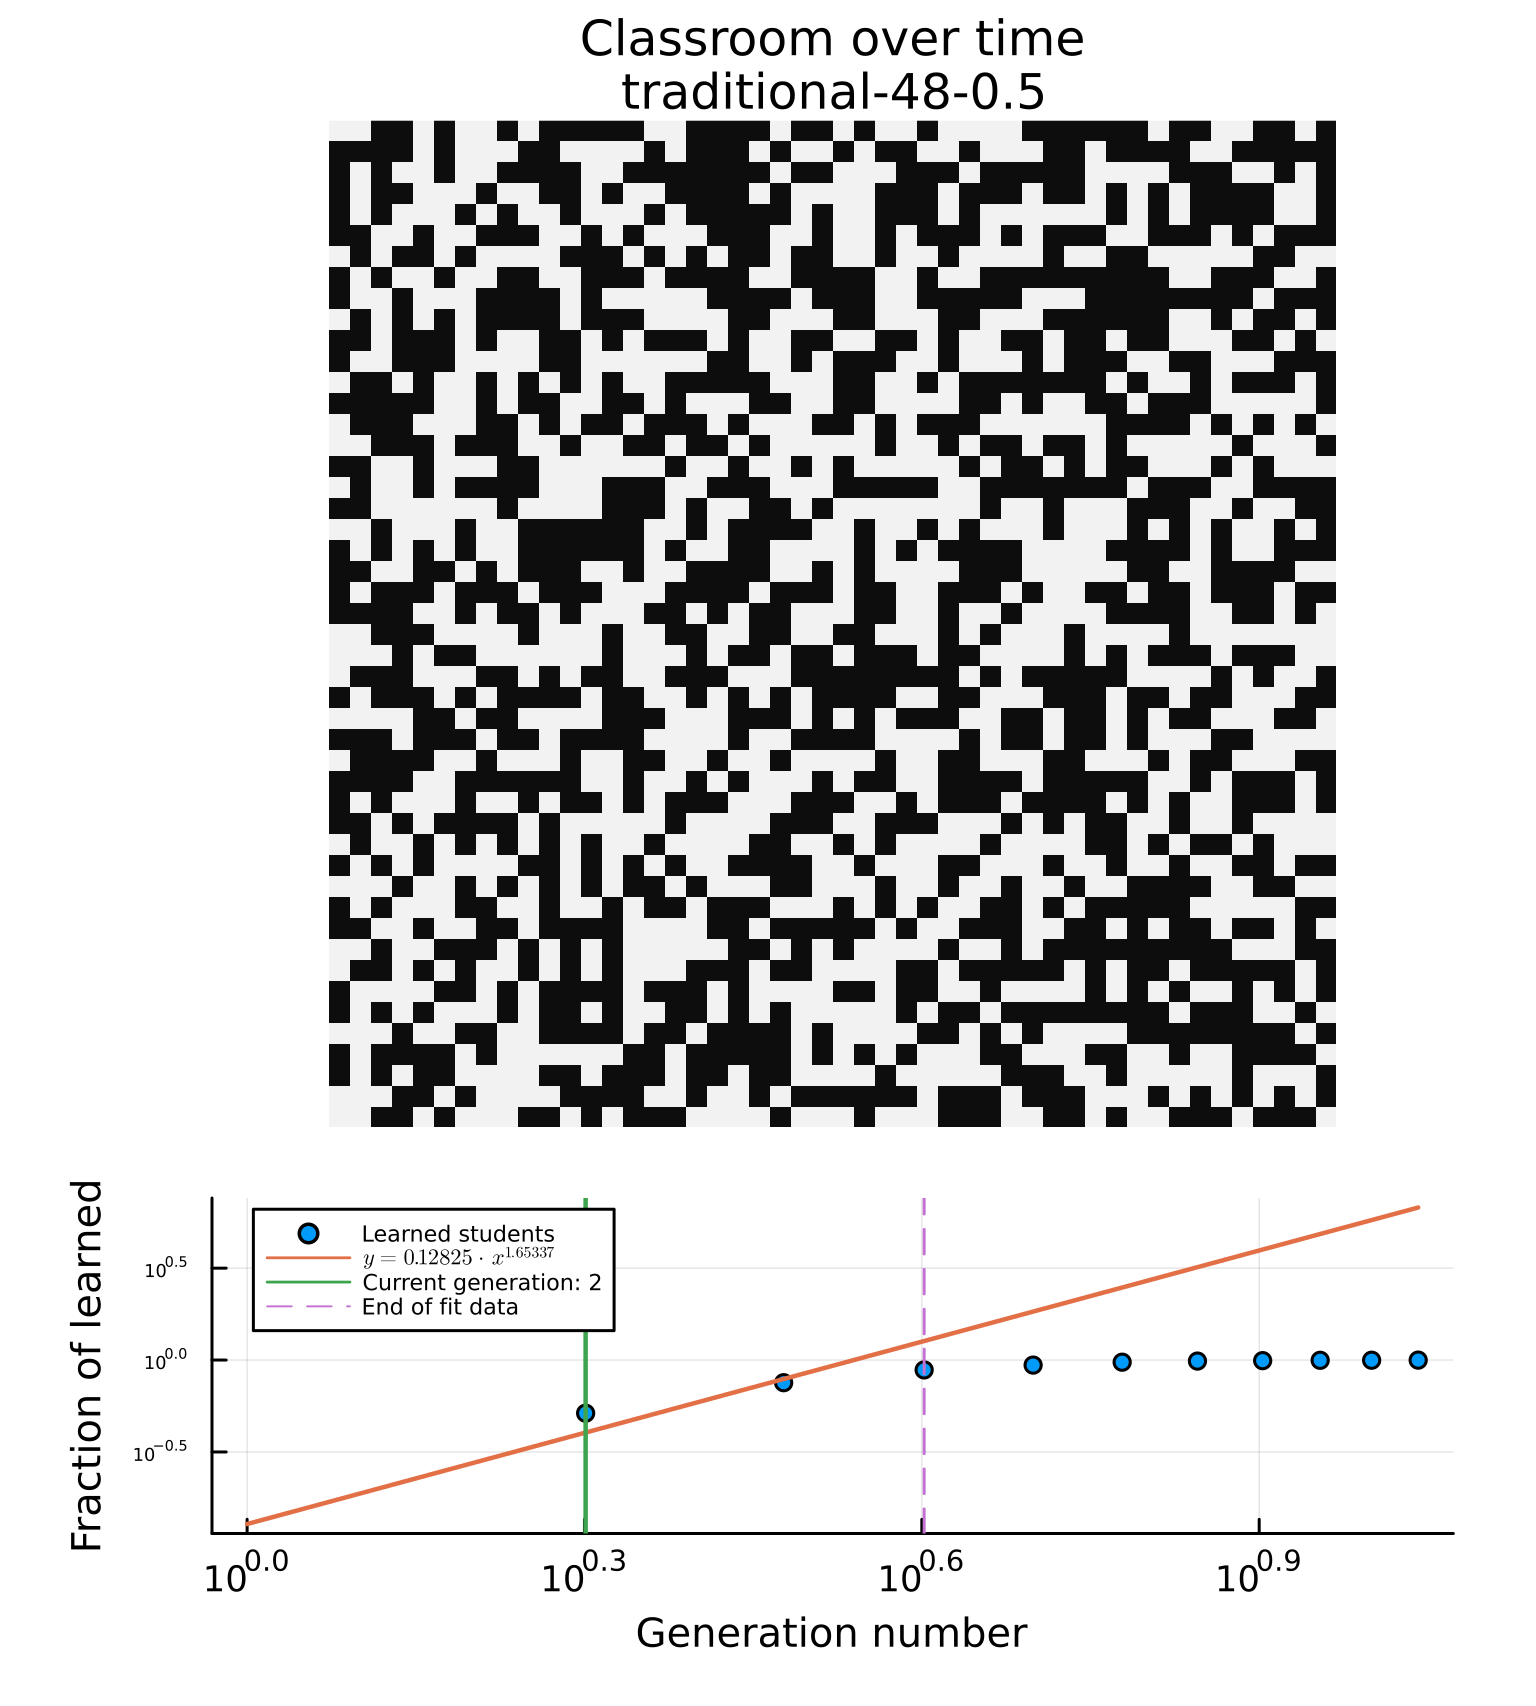 Classroom over time
traditional-48-0.5
Fraction of learned
10^0.5
10^0.0
10^−0.5
Learned students
y = 0.12825 · x^1.65337
Current generation: 2
End of fit data
10^0.0 10^0.3 10^0.6 10^0.9
Generation number